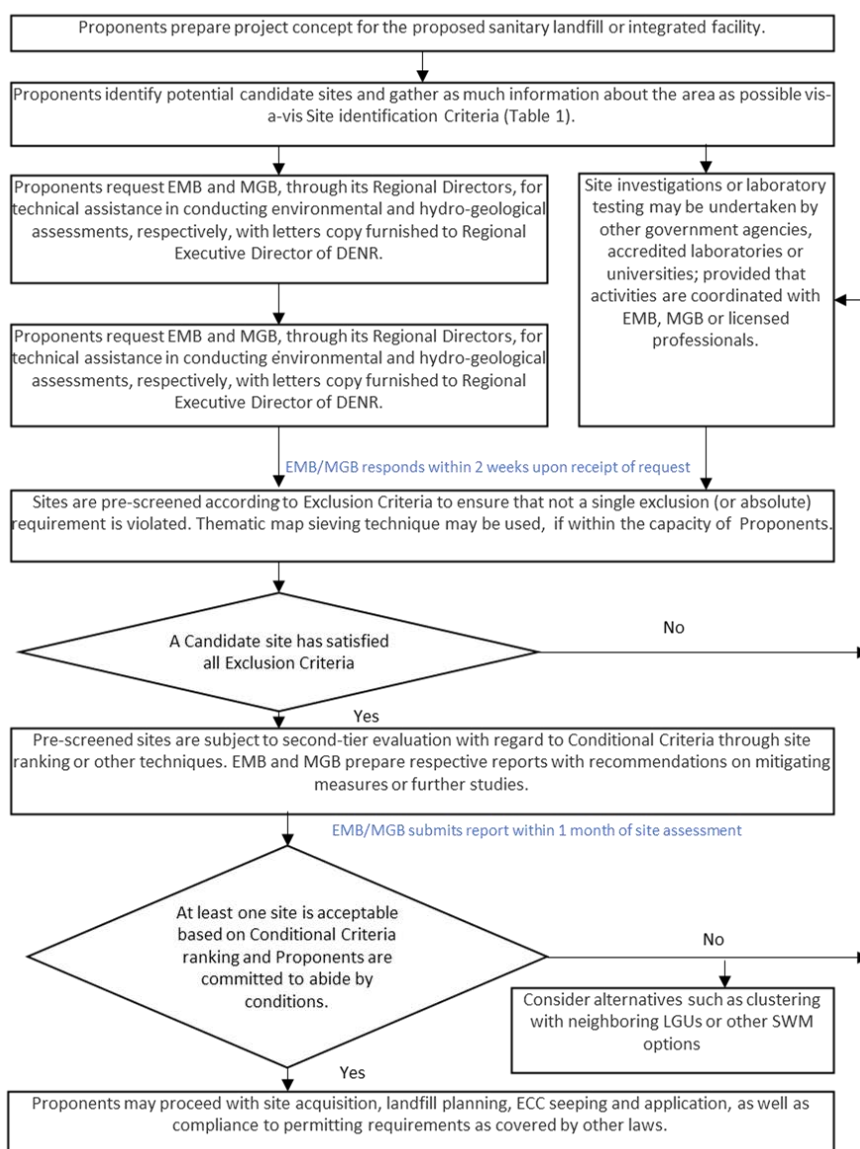 Proponents prepare project concept for the proposed sanitary landfill or integrated facility.
Proponents identify potential candidate sites and gather as much information about the area as possible vis-
a-vis Site identification Criteria (Table 1).
Proponents request EMB and MGB, through its Regional Directors, for
technical assistance in conducting environmental and hydro-geological
assessments, respectively, with letters copy furnished to Regional
Executive Director of DENR.
Site investigations or laboratory
testing may be undertaken by
other government agencies,
accredited laboratories or
universities; provided that
activities are coordinated with
EMB, MGB or licensed
professionals.
Proponents request EMB and MGB, through its Regional Directors, for
technical assistance in conducting environmental and hydro-geological
assessments, respectively, with letters copy furnished to Regional
Executive Director of DENR.
EMB/MGB responds within 2 weeks upon receipt of request
Sites are pre-screened according to Exclusion Criteria to ensure that not a single exclusion (or absolute)
requirement is violated. Thematic map sieving technique may be used, if within the capacity of Proponents.
A Candidate site has satisfied
all Exclusion Criteria
No
Yes
Pre-screened sites are subject to second-tier evaluation with regard to Conditional Criteria through site
ranking or other techniques. EMB and MGB prepare respective reports with recommendations on mitigating
measures or further studies.
EMB/MGB submits report within 1 month of site assessment
At least one site is acceptable
based on Conditional Criteria
ranking and Proponents are
committed to abide by
conditions.
No
Consider alternatives such as clustering
with neighboring LGUs or other SWM
options
Yes
Proponents may proceed with site acquisition, landfill planning, ECC seeping and application, as well as
compliance to permitting requirements as covered by other laws.